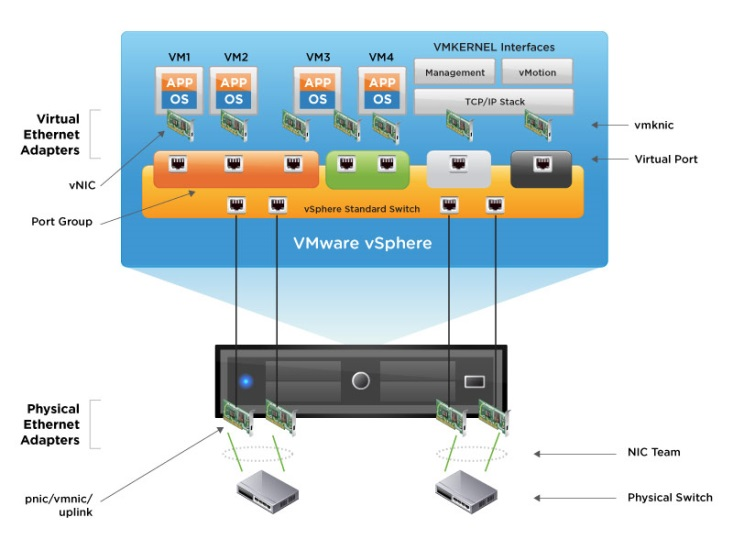 VMKERNEL Interfaces
VM1
VM2
VM3
VM4
Management
vMotion
APP
OS
APP
OS
APP
OS
APP
OS
TCP/IP Stack
Virtual
Ethernet
Adapters
vmknic
Virtual Port
vNIC
Port Group
vSphere Standard Switch
VMware vSphere
Physical
Ethernet
Adapters
NIC Team
pnic/vmnic/
uplink
Physical Switch